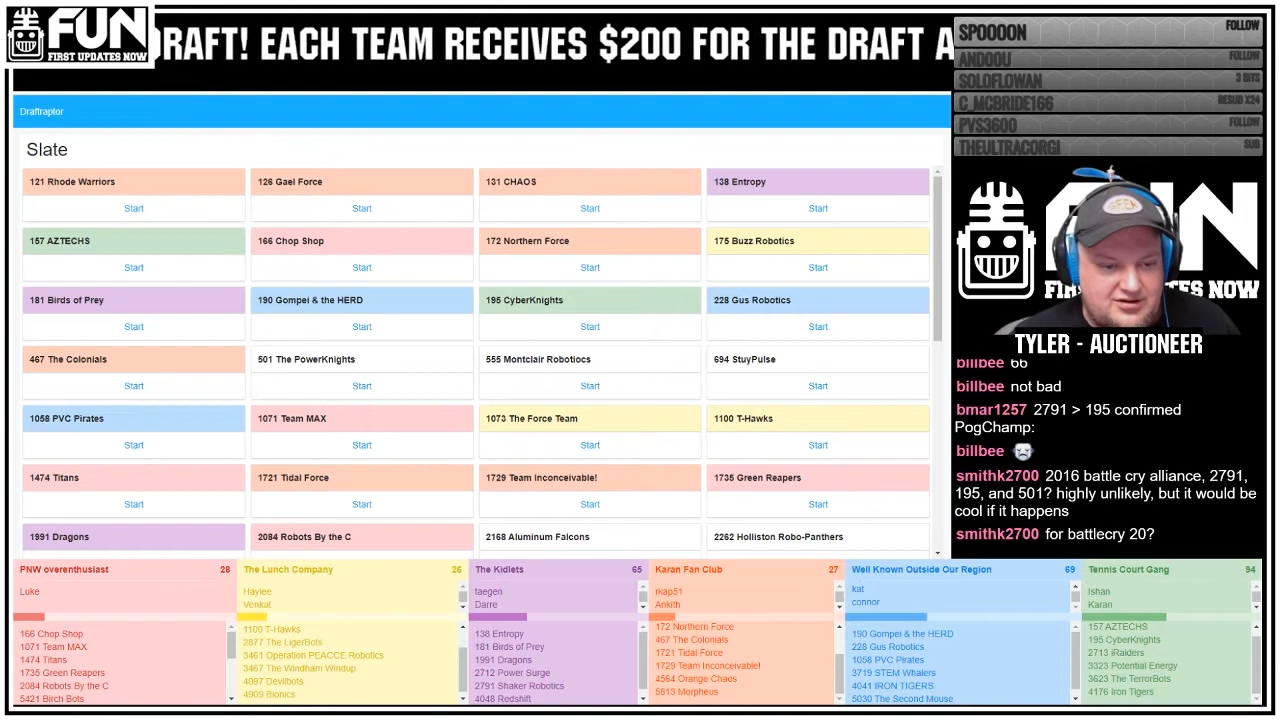 FUN
FIRST UPDATES NOW
DRAFT! EACH TEAM RECEIVES $200 FOR THE DRAFT A
SPOOOON FOLLOW
ANDOOU FOLLOW
SOLOFLOWAN 3 BITS
C_MCBRIDE166 RESUB X24
PVS3600 FOLLOW
THEULTRACORGI SUB
Draftraptor
Slate
121 Rhode Warriors
126 Gael Force
131 CHAOS
138 Entropy
Start
Start
Start
Start
157 AZTECHS
166 Chop Shop
172 Northern Force
175 Buzz Robotics
Start
Start
Start
Start
181 Birds of Prey
190 Gompei & the HERD
195 CyberKnights
228 Gus Robotics
Start
Start
Start
Start
467 The Colonials
501 The PowerKnights
555 Montclair Robotiocs
694 StuyPulse
Start
Start
Start
Start
1058 PVC Pirates
1071 Team MAX
1073 The Force Team
1100 T-Hawks
Start
Start
Start
Start
1474 Titans
1721 Tidal Force
1729 Team Inconceivable!
1735 Green Reapers
Start
Start
Start
Start
1991 Dragons
2084 Robots By the C
2168 Aluminum Falcons
2262 Holliston Robo-Panthers
TYLER - AUCTIONEER
billbee 66
billbee not bad
bmar1257 2791 > 195 confirmed
PogChamp:
billbee
smithk2700 2016 battle cry alliance, 2791,
195, and 501? highly unlikely, but it would be
cool if it happens
smithk2700 for battlecry 20?
PNW overenthusiast 28
Luke
166 Chop Shop
1071 Team MAX
1474 Titans
1735 Green Reapers
2084 Robots By the C
5421 Birch Bots
The Lunch Company 26
Haylee
Venkat
1100 T-Hawks
2877 The LigerBots
3461 Operation PEACCE Robotics
3467 The Windham Windup
4097 Devilbots
4909 Bionics
The Kidlets 65
taegen
Darre
138 Entropy
181 Birds of Prey
1991 Dragons
2712 Power Surge
2791 Shaker Robotics
4048 Redshift
Karan Fan Club 27
rkap51
Ankith
172 Northern Force
467 The Colonials
1721 Tidal Force
1729 Team Inconceivable!
4564 Orange Chaos
5813 Morpheus
Well Known Outside Our Region 69
kat
connor
190 Gompei & the HERD
228 Gus Robotics
1058 PVC Pirates
3719 STEM Whalers
4041 IRON TIGERS
5030 The Second Mouse
Tennis Court Gang 94
Ishan
Karan
157 AZTECHS
195 CyberKnights
2713 iRaiders
3323 Potential Energy
3623 The TerrorBots
4176 Iron Tigers